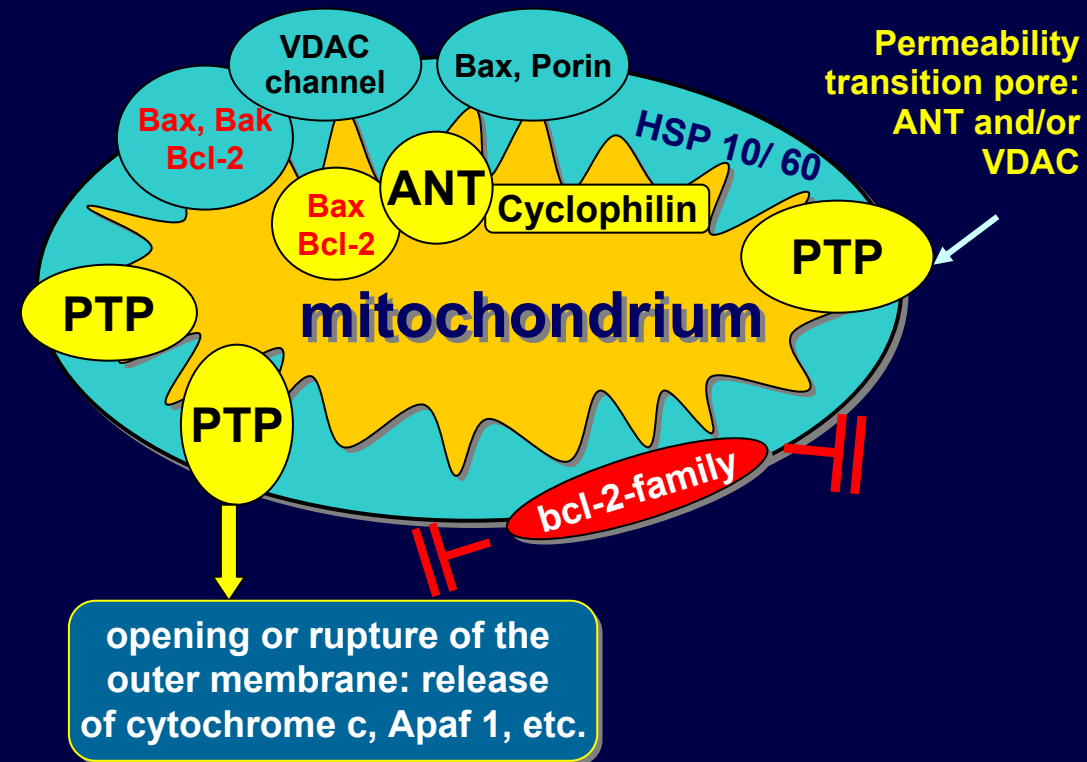 VDAC
channel
Bax, Porin
Permeability
transition pore:
ANT and/or
VDAC
Bax, Bak
Bcl-2
HSP 10/ 60
Bax
Bcl-2
ANT
Cyclophilin
PTP
PTP
mitochondrium
PTP
bcl-2-family
opening or rupture of the
outer membrane: release
of cytochrome c, Apaf 1, etc.